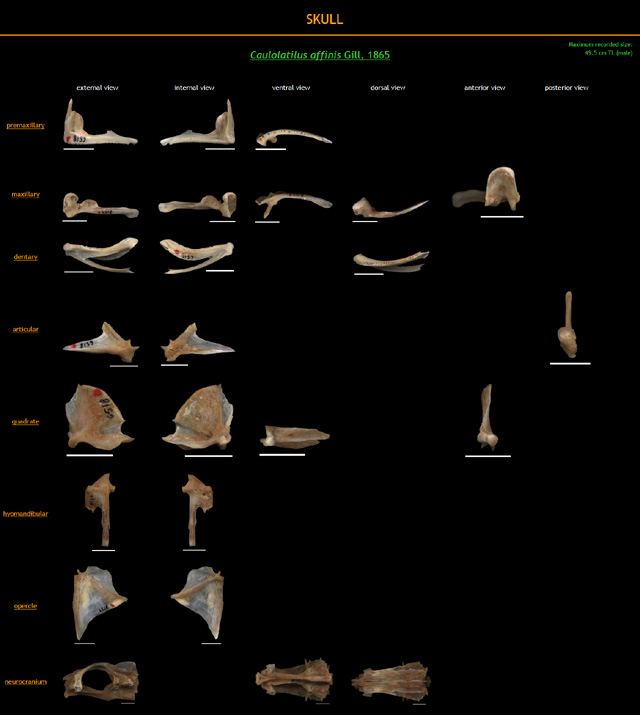 SKULL
Caulolatilus affinis Gill, 1865
Maximum recorded size:
49.5 cm TL (male)
external view internal view ventral view dorsal view anterior view posterior view
premaxillary
maxillary
dentary
articular
quadrate
hyomandibular
opercle
neurocranium